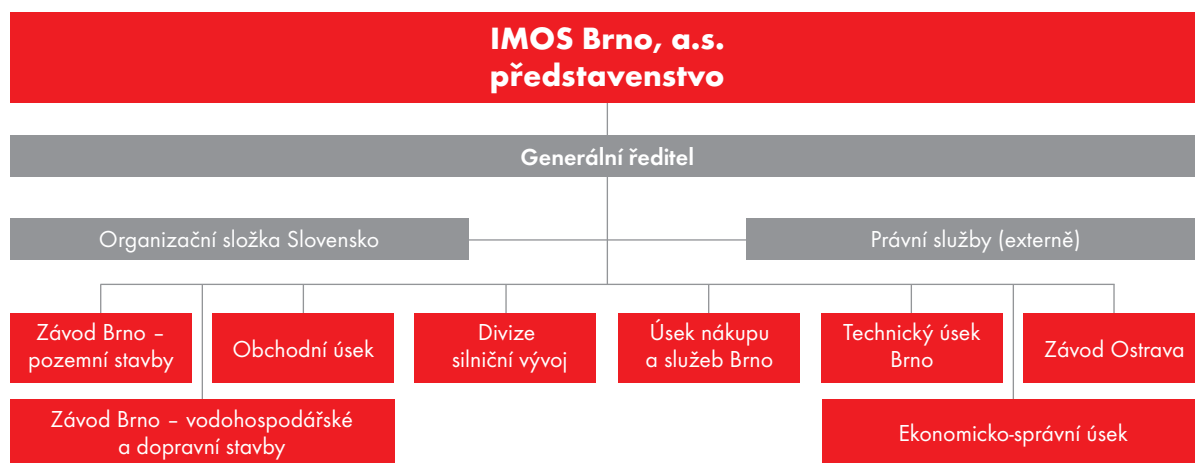 IMOS Brno, a.s.
představenstvo
Generální ředitel
Organizační složka Slovensko
Právní služby (externě)
Závod Brno –
pozemní stavby
Obchodní úsek
Divize
silniční vývoj
Úsek nákupu
a služeb Brno
Technický úsek
Brno
Závod Ostrava
Závod Brno – vodohospodářské
a dopravní stavby
Ekonomicko-správní úsek